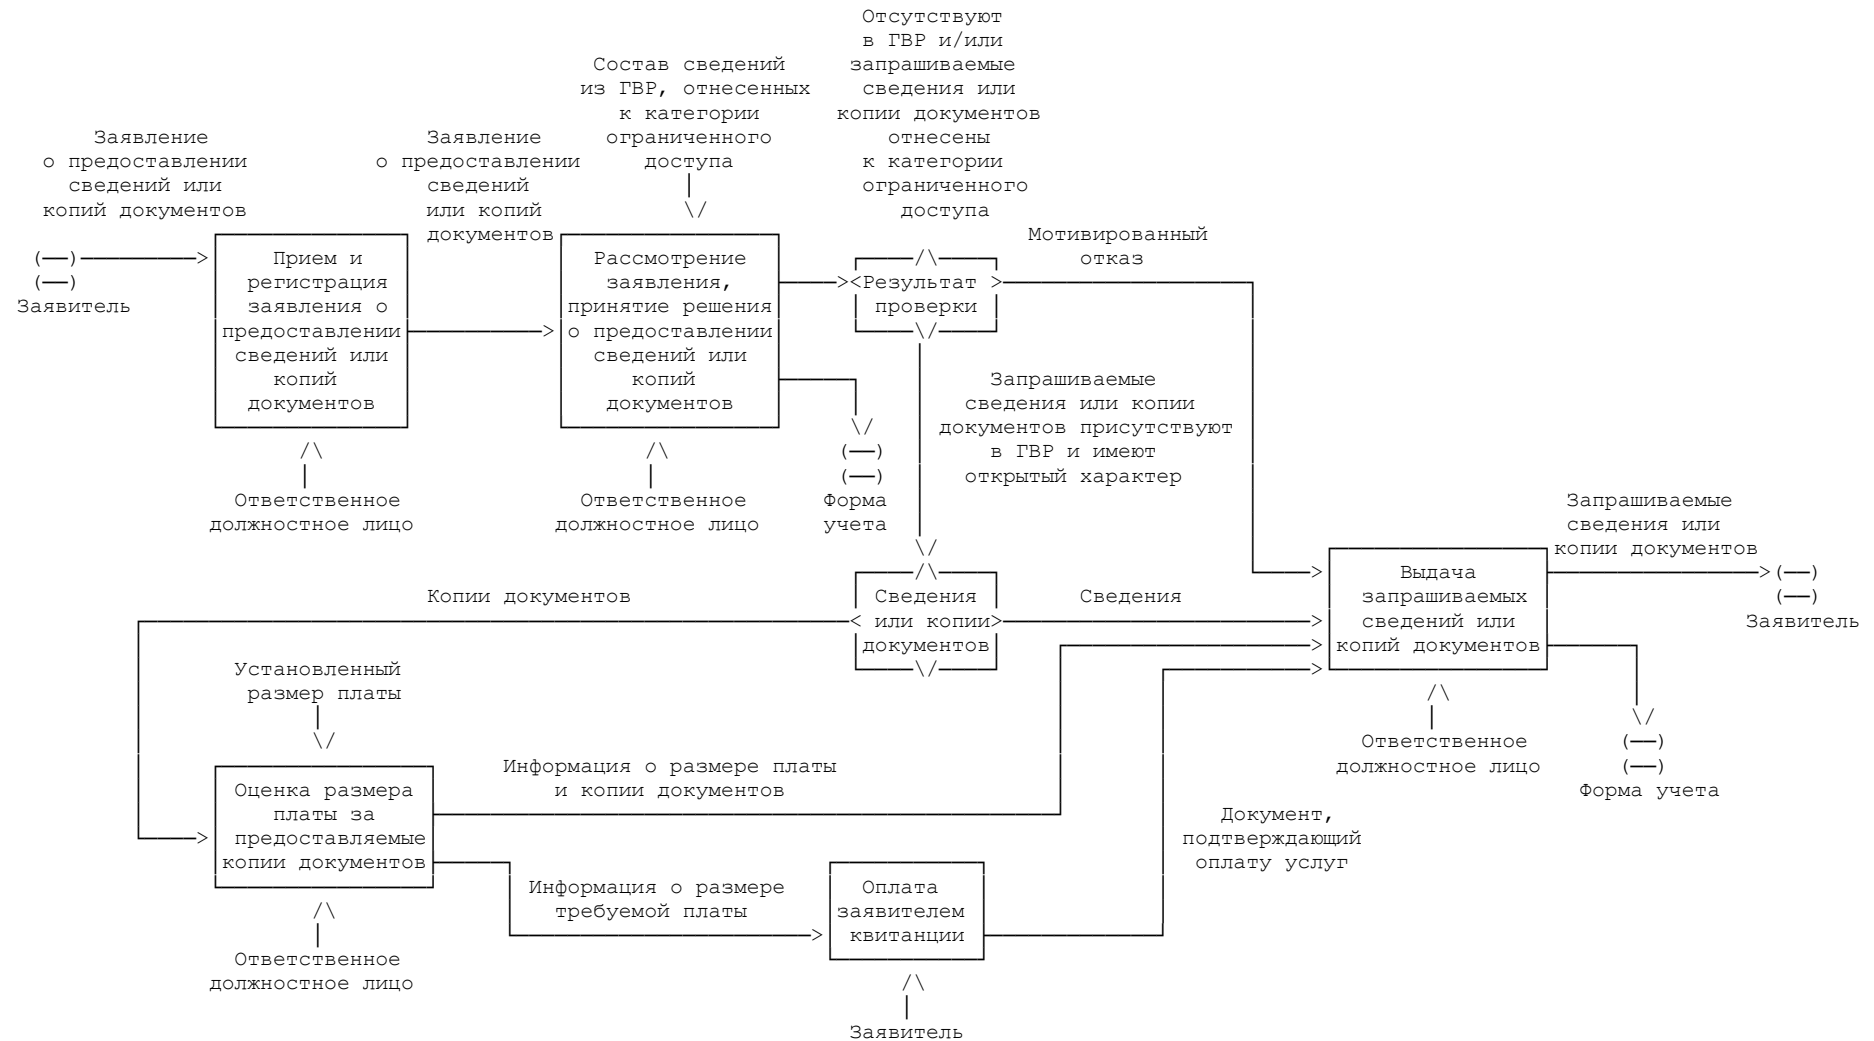 Отсутствуют
в ГВР и/или
запрашиваемые
сведения или
копии документов
отнесены
к категории
ограниченного
доступа
Состав сведений
из ГВР, отнесенных
к категории
ограниченного
доступа
Заявление
о предоставлении
сведений или
копий документов
Заявление
о предоставлении
сведений
или копий
документов
Заявитель
Прием и
регистрация
заявления о
предоставлении
сведений или
копий
документов
Рассмотрение
заявления,
принятие решения
о предоставлении
сведений или
копий
документов
Результат
проверки
Мотивированный
отказ
Запрашиваемые
сведения или копии
документов присутствуют
в ГВР и имеют
открытый характер
Ответственное
должностное лицо
Ответственное
должностное лицо
Форма
учета
Запрашиваемые
сведения или
копии документов
Копии документов
Сведения
или копии
документов
Сведения
Выдача
запрашиваемых
сведений или
копий документов
Заявитель
Установленный
размер платы
Ответственное
должностное лицо
Форма учета
Оценка размера
платы за
предоставляемые
копии документов
Информация о размере платы
и копии документов
Документ,
подтверждающий
оплату услуг
Информация о размере
требуемой платы
Оплата
заявителем
квитанции
Ответственное
должностное лицо
Заявитель